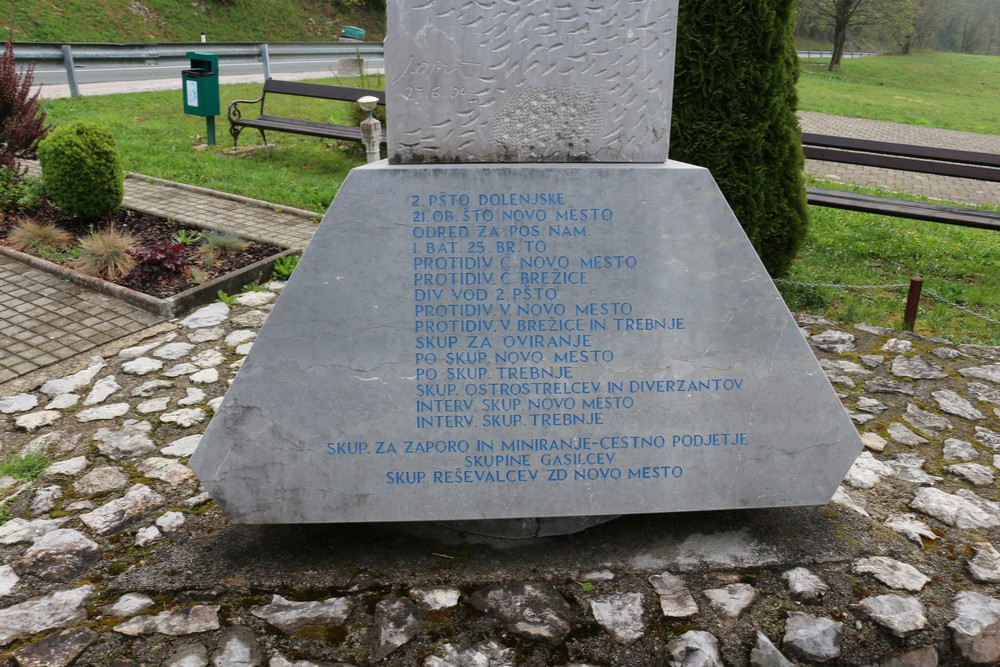 27.6.04
2. PŠTO DOLENJSKE
21. OB. ŠTO NOVO MESTO
ODRED ZA POS. NAM.
1. BAT. 25. BR. TO
PROTIDIV. Č. NOVO MESTO
PROTIDIV. Č. BREŽICE
DIV. VOD 2. PŠTO
PROTIDIV. V. NOVO MESTO
PROTIDIV. V. BREŽICE IN TREBNJE
SKUP. ZA OVIRANJE
PO SKUP. NOVO MESTO
PO SKUP. TREBNJE
SKUP. OSTROSTRELCEV IN DIVERZANTOV
INTERV. SKUP. NOVO MESTO
INTERV. SKUP. TREBNJE
SKUP. ZA ZAPORO IN MINIRANJE-CESTNO PODJETJE
SKUPINE GASILCEV
SKUP. REŠEVALCEV ZD NOVO MESTO